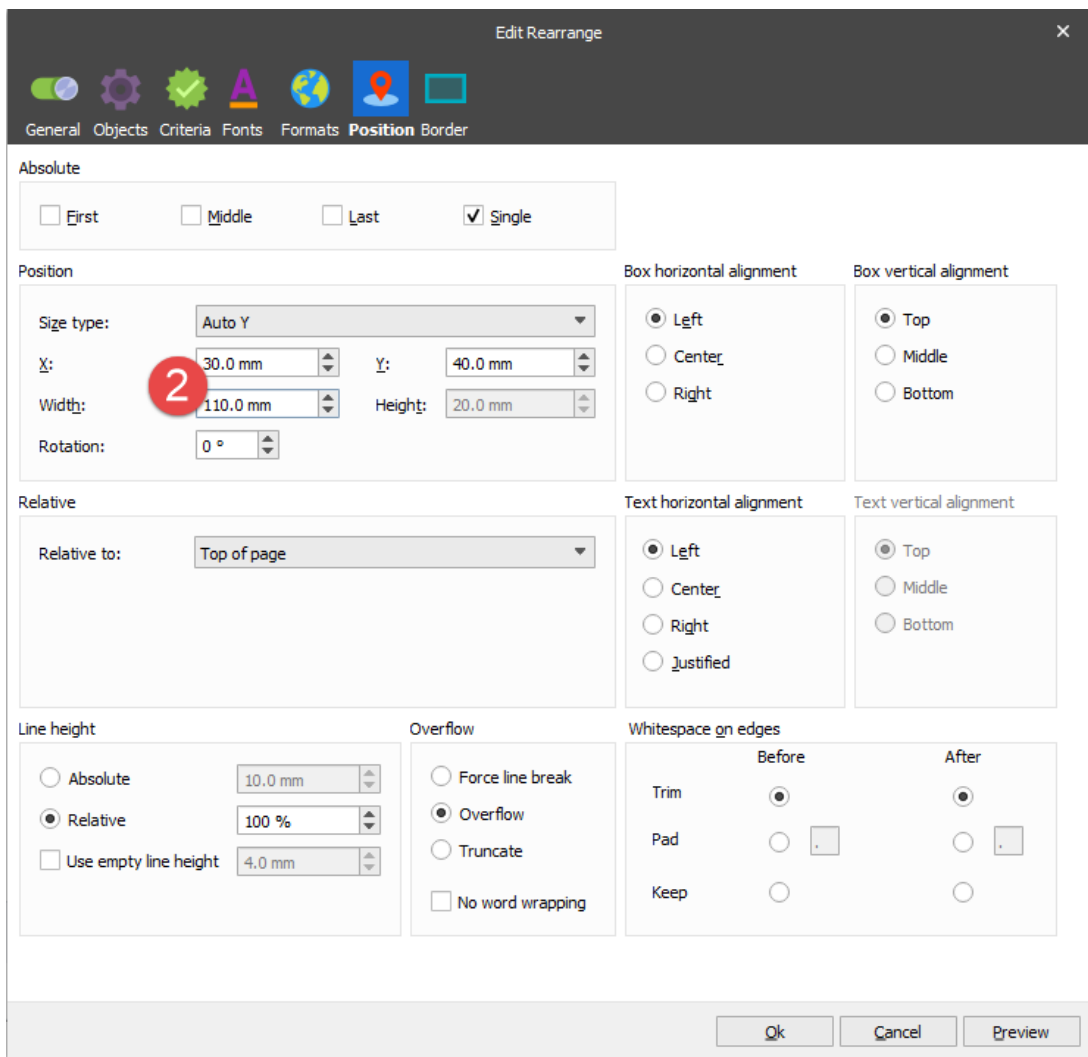 Edit Rearrange
General Objects Criteria Fonts Formats Position Border
Absolute
First Middle Last Single
Position Box horizontal alignment Box vertical alignment
Size type: Auto Y Left Top
X: 30.0 mm Y: 40.0 mm Center Middle
2
Width: 110.0 mm Height: 20.0 mm Right Bottom
Rotation: 0 °
Relative Text horizontal alignment Text vertical alignment
Relative to: Top of page Left Top
Center Middle
Right Bottom
Justified
Line height Overflow Whitespace on edges
Before After
Absolute 10.0 mm Force line break Trim
Relative 100 % Overflow Pad . .
Use empty line height 4.0 mm Truncate
No word wrapping Keep
Ok Cancel Preview